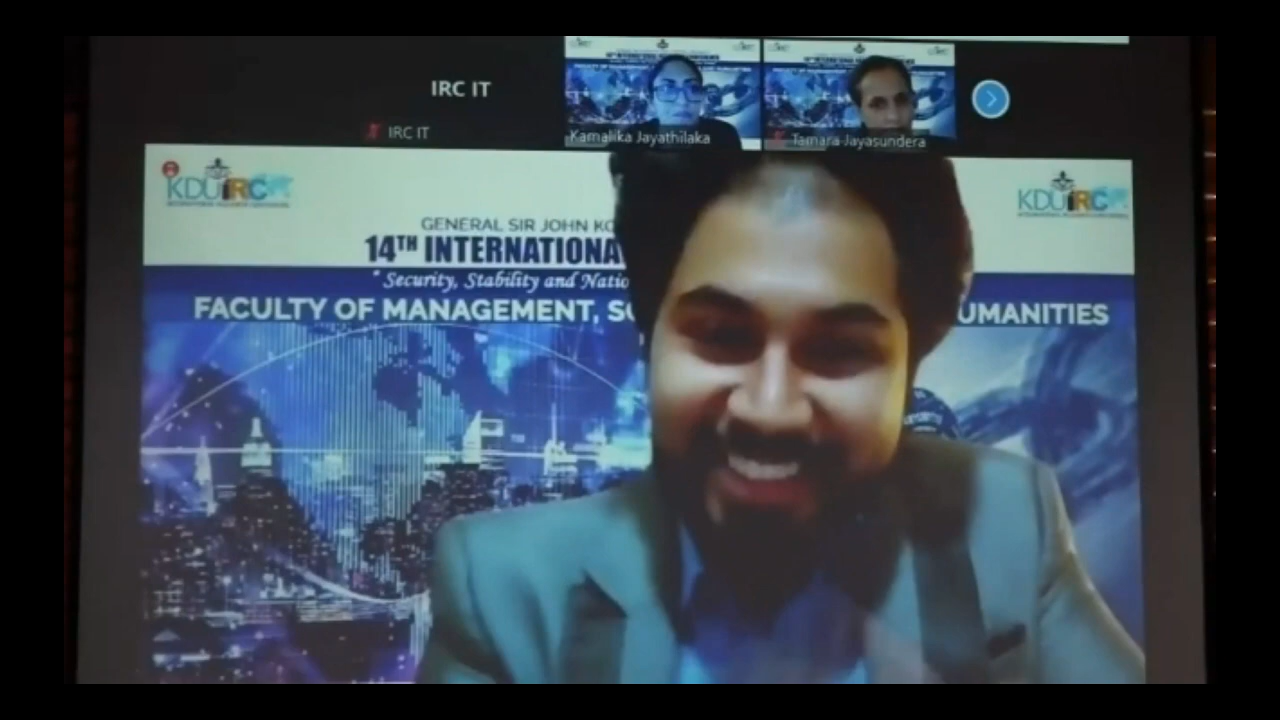 IRC IT
IRC IT
Kamalika Jayathilaka
Tamara Jayasundera
KDU IRC
KDU IRC
GENERAL SIR JOHN KO
14TH INTERNATIONA
"Security, Stability and Natio
FACULTY OF MANAGEMENT, SO
UMANITIES